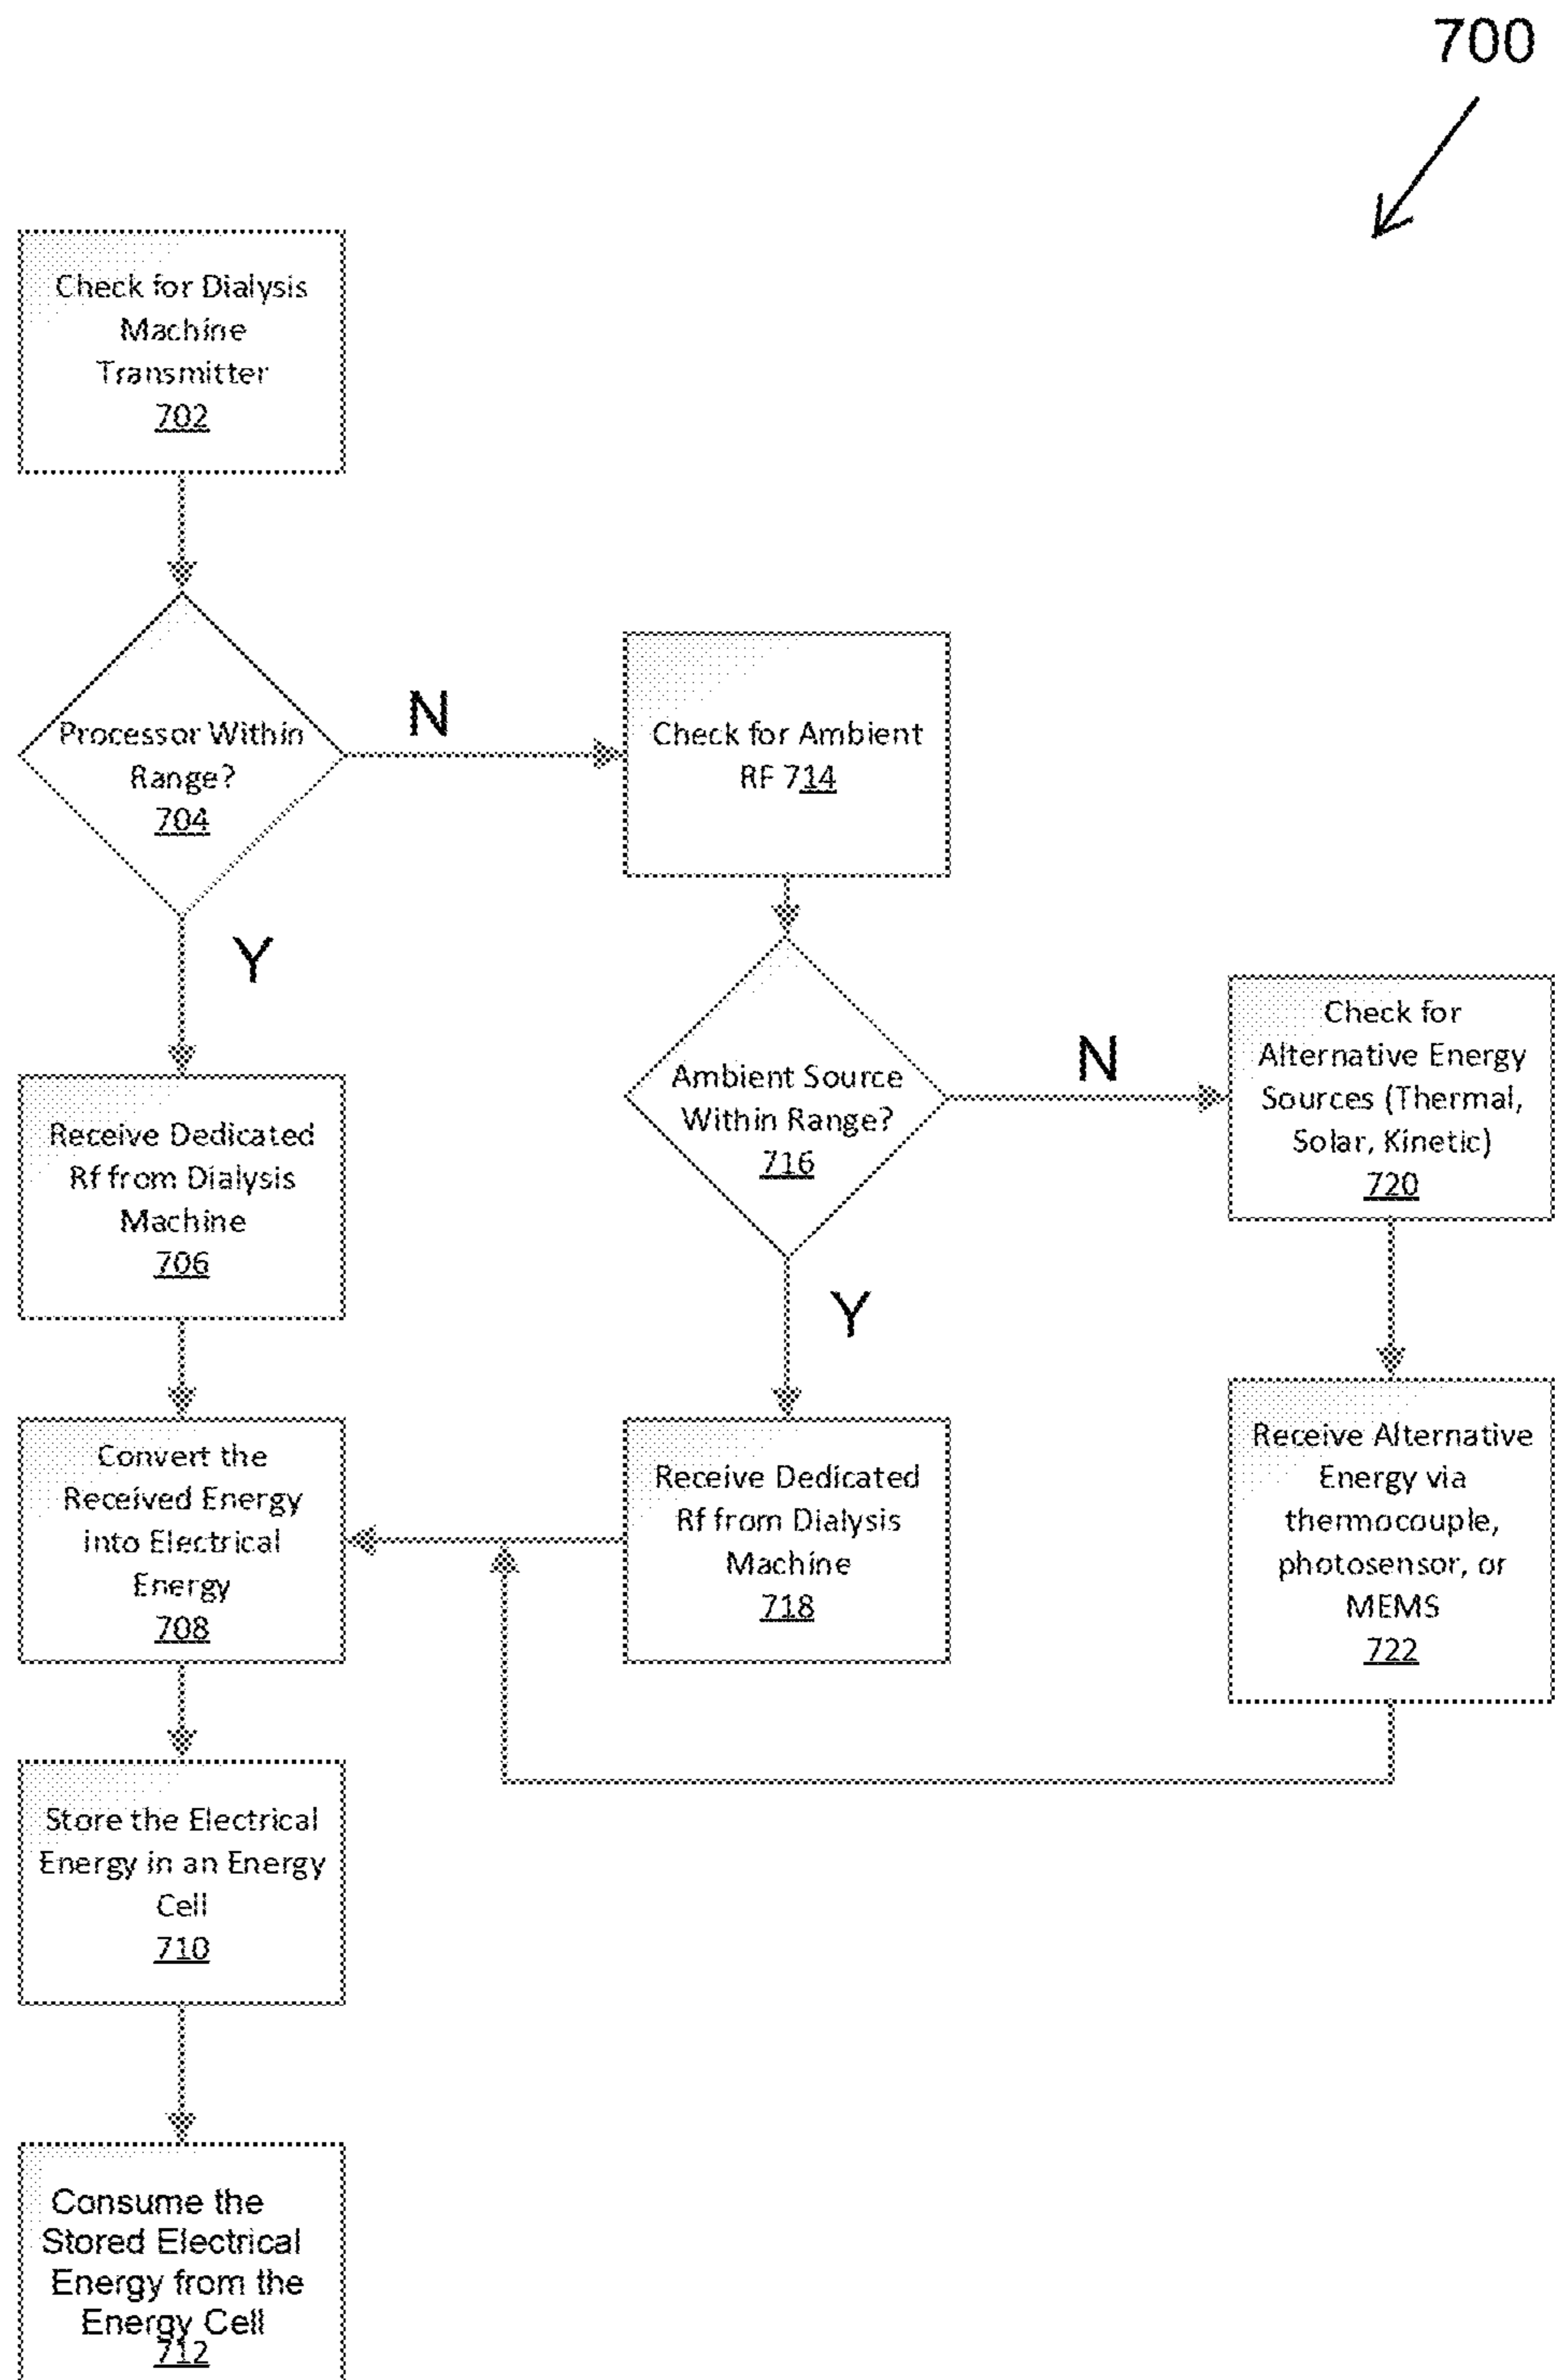 700
Check for Dialysis
Machine
Transmitter
702
Processor Within
Range?
704
N
Y
Check for Ambient
RF 714
Ambient Source
Within Range?
716
N
Y
Check for
Alternative Energy
Sources (Thermal,
Solar, Kinetic)
720
Receive Dedicated
Rf from Dialysis
Machine
706
Receive Alternative
Energy via
thermocouple,
photosensor, or
MEMS
722
Convert the
Received Energy
into Electrical
Energy
708
Receive Dedicated
Rf from Dialysis
Machine
718
Store the Electrical
Energy in an Energy
Cell
710
Consume the
Stored Electrical
Energy from the
Energy Cell
712